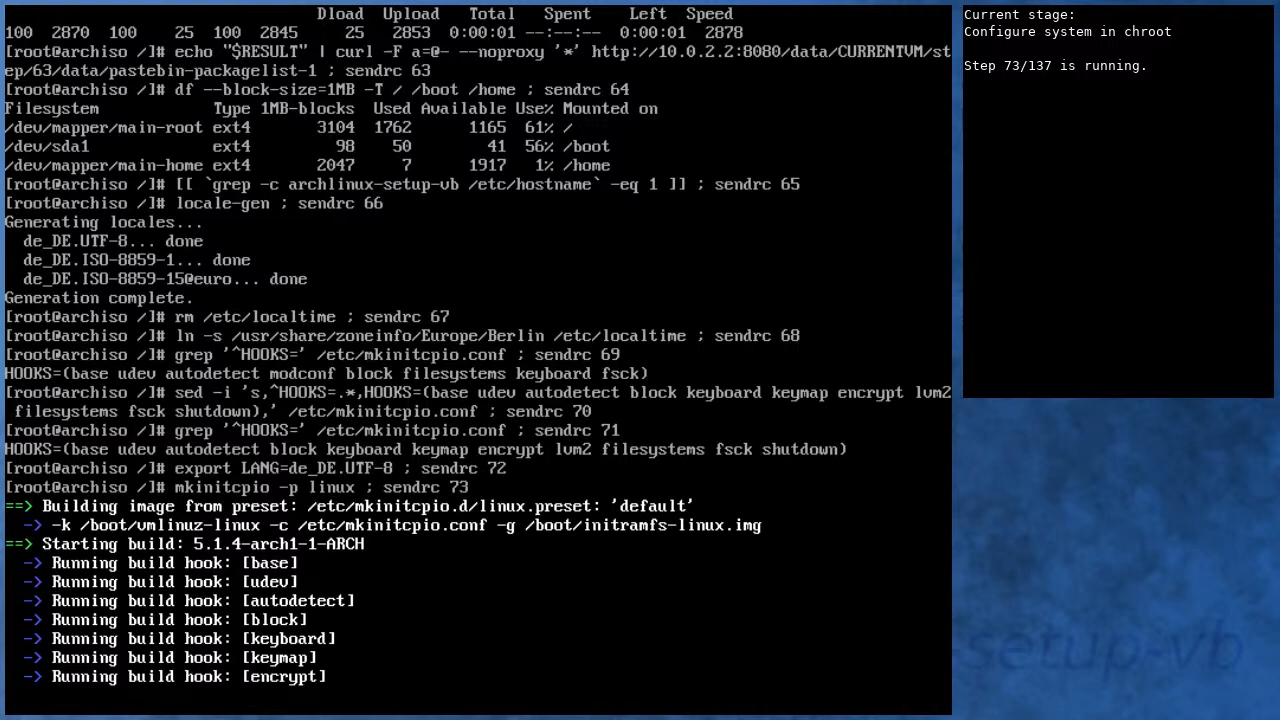 Dload  Upload   Total   Spent    Left  Speed
100  2870  100    25  100  2845     25   2853  0:00:01 --:--:--  0:00:01  2878
[root@archiso /]# echo "$RESULT" | curl -F a=@- --noproxy '*' http://10.0.2.2:8080/data/CURRENTVM/st
ep/63/data/pastebin-packagelist-1 ; sendrc 63
[root@archiso /]# df --block-size=1MB -T / /boot /home ; sendrc 64
Filesystem            Type 1MB-blocks  Used Available Use% Mounted on
/dev/mapper/main-root ext4       3104  1762      1165  61% /
/dev/sda1             ext4         98    50        41  56% /boot
/dev/mapper/main-home ext4       2047     7      1917   1% /home
[root@archiso /]# [[ `grep -c archlinux-setup-vb /etc/hostname` -eq 1 ]] ; sendrc 65
[root@archiso /]# locale-gen ; sendrc 66
Generating locales...
  de_DE.UTF-8... done
  de_DE.ISO-8859-1... done
  de_DE.ISO-8859-15@euro... done
Generation complete.
[root@archiso /]# rm /etc/localtime ; sendrc 67
[root@archiso /]# ln -s /usr/share/zoneinfo/Europe/Berlin /etc/localtime ; sendrc 68
[root@archiso /]# grep '^HOOKS=' /etc/mkinitcpio.conf ; sendrc 69
HOOKS=(base udev autodetect modconf block filesystems keyboard fsck)
[root@archiso /]# sed -i 's,^HOOKS=.*,HOOKS=(base udev autodetect block keyboard keymap encrypt lvm2
 filesystems fsck shutdown),' /etc/mkinitcpio.conf ; sendrc 70
[root@archiso /]# grep '^HOOKS=' /etc/mkinitcpio.conf ; sendrc 71
HOOKS=(base udev autodetect block keyboard keymap encrypt lvm2 filesystems fsck shutdown)
[root@archiso /]# export LANG=de_DE.UTF-8 ; sendrc 72
[root@archiso /]# mkinitcpio -p linux ; sendrc 73
==> Building image from preset: /etc/mkinitcpio.d/linux.preset: 'default'
  -> -k /boot/vmlinuz-linux -c /etc/mkinitcpio.conf -g /boot/initramfs-linux.img
==> Starting build: 5.1.4-arch1-1-ARCH
  -> Running build hook: [base]
  -> Running build hook: [udev]
  -> Running build hook: [autodetect]
  -> Running build hook: [block]
  -> Running build hook: [keyboard]
  -> Running build hook: [keymap]
  -> Running build hook: [encrypt]
Current stage:
Configure system in chroot
Step 73/137 is running.
setup-vb